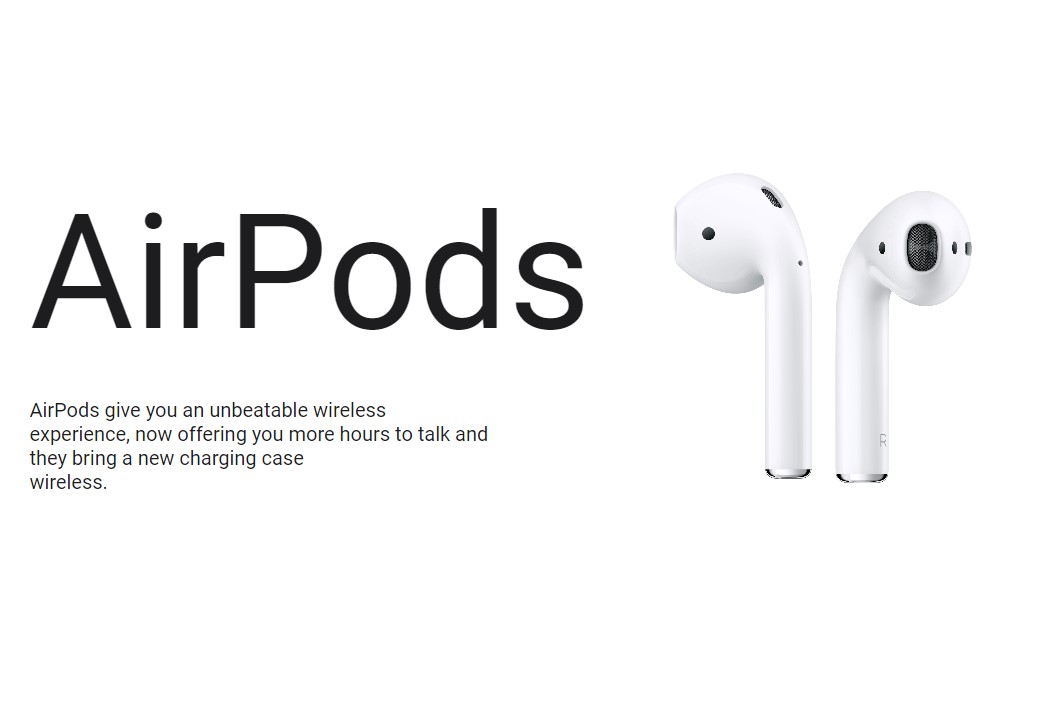 AirPods
AirPods give you an unbeatable wireless
experience, now offering you more hours to talk and
they bring a new charging case
wireless.
R